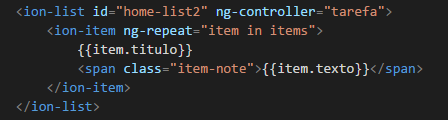 <ion-list id="home-list2" ng-controller="tarefa">
<ion-item ng-repeat="item in items">
{{item.titulo}}
<span class="item-note">{{item.texto}}</span>
</ion-item>
</ion-list>